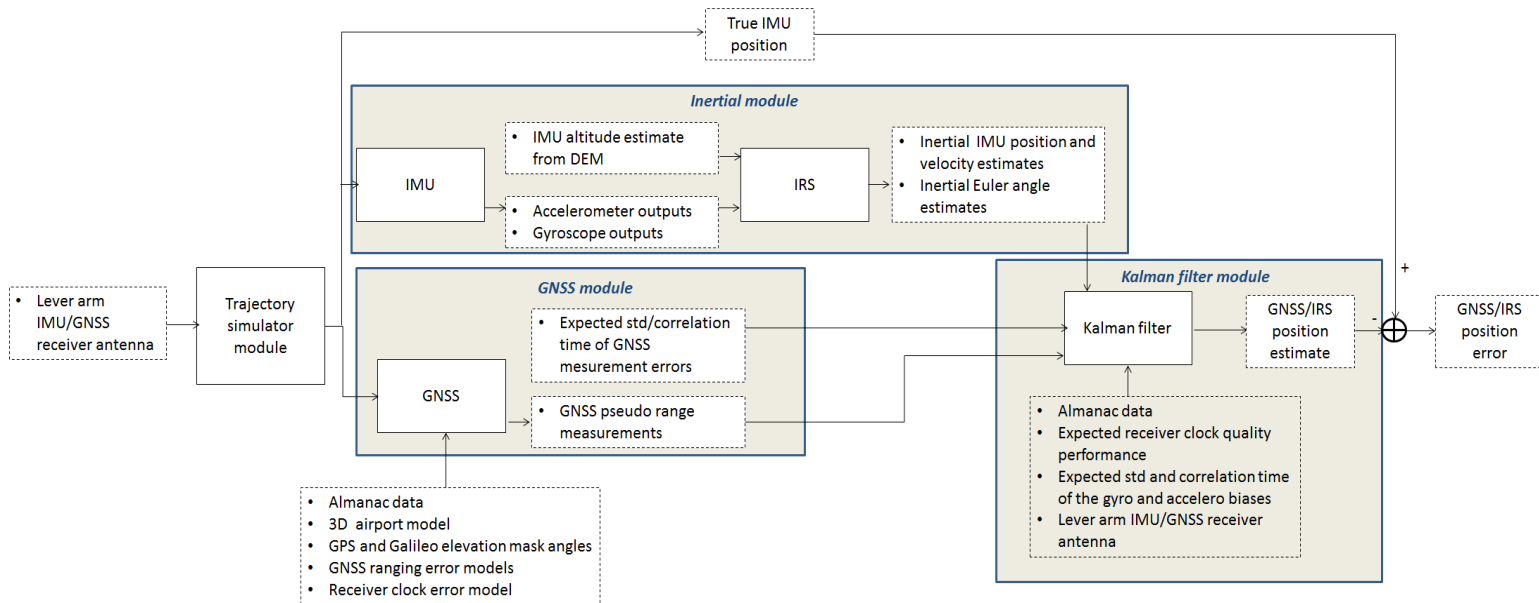 True IMU
position
Inertial module
• IMU altitude estimate
from DEM
IMU
• Accelerometer outputs
• Gyroscope outputs
IRS
• Inertial IMU position and
velocity estimates
• Inertial Euler angle
estimates
• Lever arm
IMU/GNSS
receiver antenna
Trajectory
simulator
module
GNSS module
• Expected std/correlation
time of GNSS
mesurement errors
GNSS
• GNSS pseudo range
measurements
• Almanac data
• 3D airport model
• GPS and Galileo elevation mask angles
• GNSS ranging error models
• Receiver clock error model
Kalman filter module
Kalman filter
GNSS/IRS
position
estimate
• Almanac data
• Expected receiver clock quality
performance
• Expected std and correlation time
of the gyro and accelero biases
• Lever arm IMU/GNSS receiver
antenna
+
-
GNSS/IRS
position
error